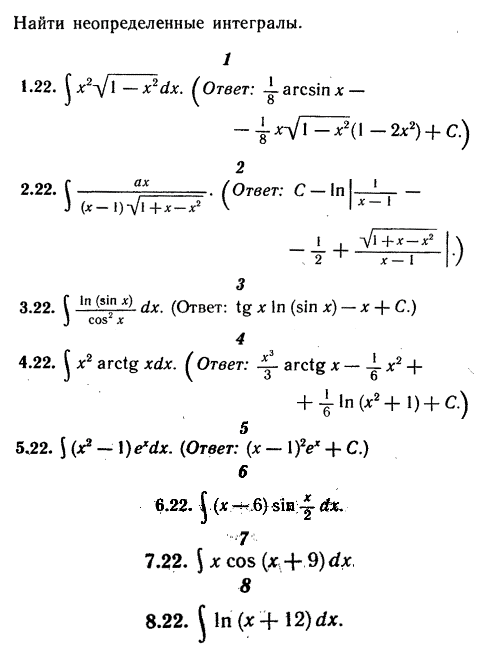 Найти неопределенные интегралы.
1
1.22. ∫ x²√(1 − x²) dx. (Ответ: 1/8 arcsin x −
− 1/8 x√(1 − x²)(1 − 2x²) + C.)
2
2.22. ∫ ax/((x − 1)√(1 + x − x²)). (Ответ: C − ln |1/(x − 1) −
− 1/2 + √(1 + x − x²)/(x − 1)|.)
3
3.22. ∫ ln (sin x)/cos² x dx. (Ответ: tg x ln (sin x) − x + C.)
4
4.22. ∫ x² arctg xdx. (Ответ: x³/3 arctg x − 1/6 x² +
+ 1/6 ln (x² + 1) + C.)
5
5.22. ∫ (x² − 1) eˣdx. (Ответ: (x − 1)²eˣ + C.)
6
6.22. ∫ (x 6) sin x/2 dx.
7
7.22. ∫ x cos (x + 9) dx.
8
8.22. ∫ ln (x + 12) dx.